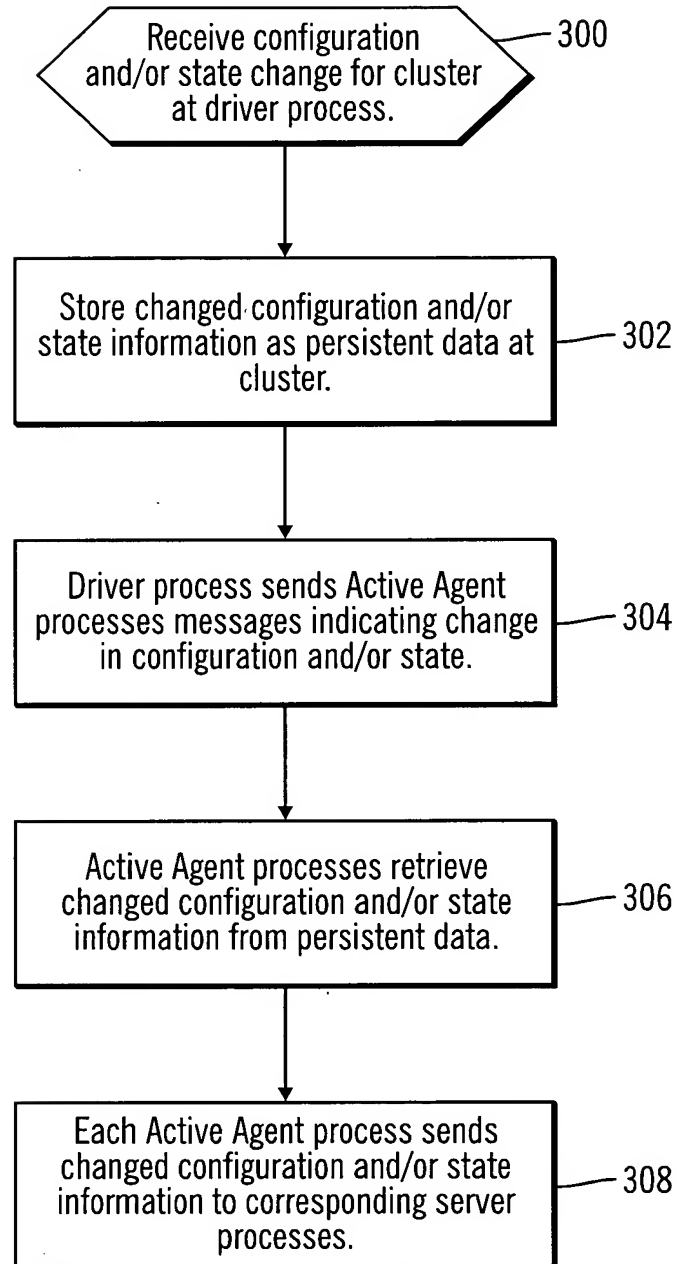 Receive configuration
and/or state change for cluster
at driver process.
300
Store changed configuration and/or
state information as persistent data at
cluster.
302
Driver process sends Active Agent
processes messages indicating change
in configuration and/or state.
304
Active Agent processes retrieve
changed configuration and/or state
information from persistent data.
306
Each Active Agent process sends
changed configuration and/or state
information to corresponding server
processes.
308